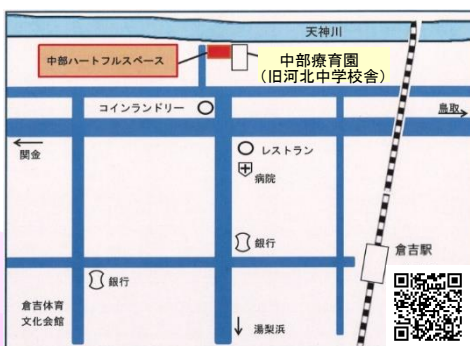 天神川
中部ハートフルスペース
中部療育園
(旧河北中学校舎)
コインランドリー
鳥取
関金
レストラン
病院
銀行
倉吉駅
銀行
倉吉体育
文化会館
湯梨浜